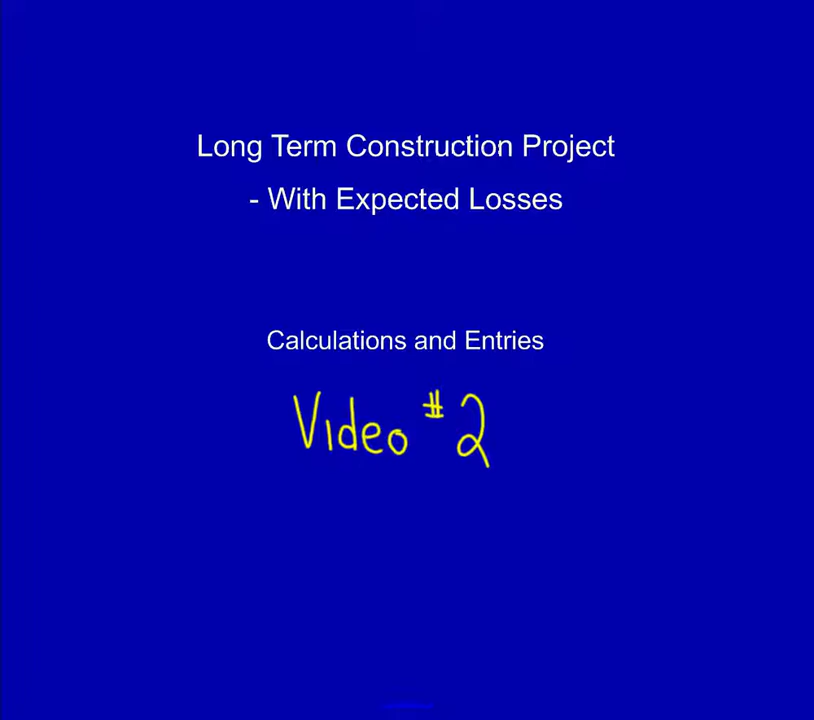 Long Term Construction Project
- With Expected Losses
Calculations and Entries
Video #2